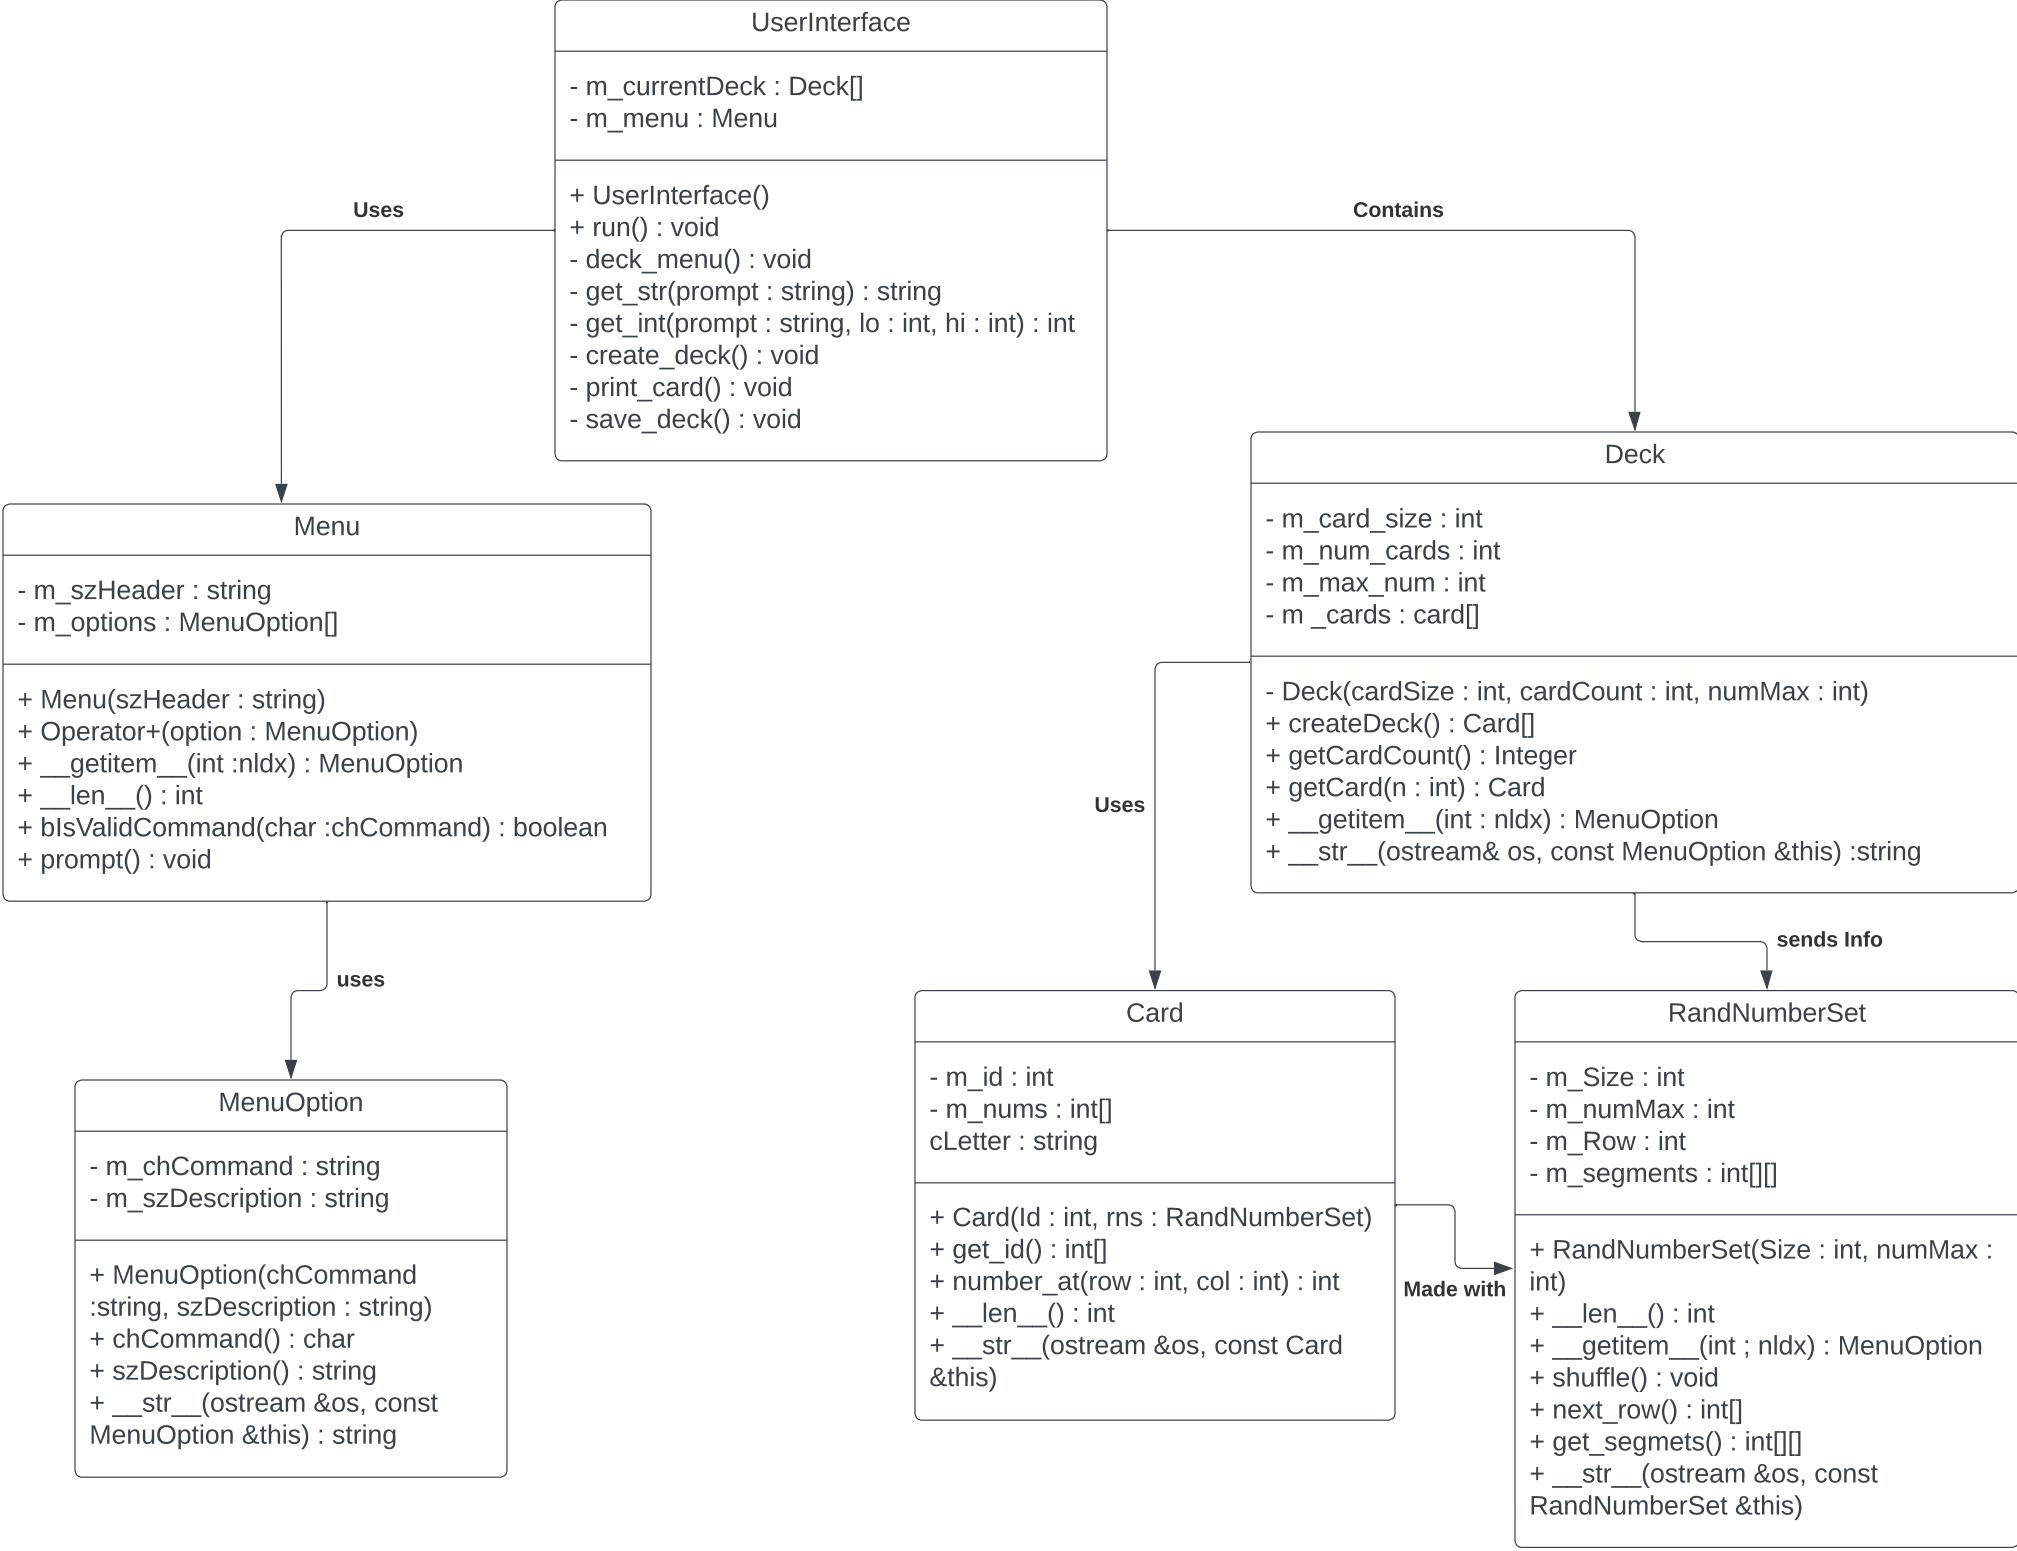 UserInterface
- m_currentDeck : Deck[]
- m_menu : Menu
+ UserInterface()
+ run() : void
- deck_menu() : void
- get_str(prompt : string) : string
- get_int(prompt : string, lo : int, hi : int) : int
- create_deck() : void
- print_card() : void
- save_deck() : void
Uses
Contains
Menu
- m_szHeader : string
- m_options : MenuOption[]
+ Menu(szHeader : string)
+ Operator+(option : MenuOption)
+ __getitem__(int :nldx) : MenuOption
+ __len__() : int
+ bIsValidCommand(char :chCommand) : boolean
+ prompt() : void
uses
MenuOption
- m_chCommand : string
- m_szDescription : string
+ MenuOption(chCommand
:string, szDescription : string)
+ chCommand() : char
+ szDescription() : string
+ __str__(ostream &os, const
MenuOption &this) : string
Deck
- m_card_size : int
- m_num_cards : int
- m_max_num : int
- m _cards : card[]
- Deck(cardSize : int, cardCount : int, numMax : int)
+ createDeck() : Card[]
+ getCardCount() : Integer
+ getCard(n : int) : Card
+ __getitem__(int : nldx) : MenuOption
+ __str__(ostream& os, const MenuOption &this) :string
Uses
sends Info
Card
- m_id : int
- m_nums : int[]
cLetter : string
+ Card(Id : int, rns : RandNumberSet)
+ get_id() : int[]
+ number_at(row : int, col : int) : int
+ __len__() : int
+ __str__(ostream &os, const Card
&this)
Made with
RandNumberSet
- m_Size : int
- m_numMax : int
- m_Row : int
- m_segments : int[][]
+ RandNumberSet(Size : int, numMax :
int)
+ __len__() : int
+ __getitem__(int ; nldx) : MenuOption
+ shuffle() : void
+ next_row() : int[]
+ get_segmets() : int[][]
+ __str__(ostream &os, const
RandNumberSet &this)